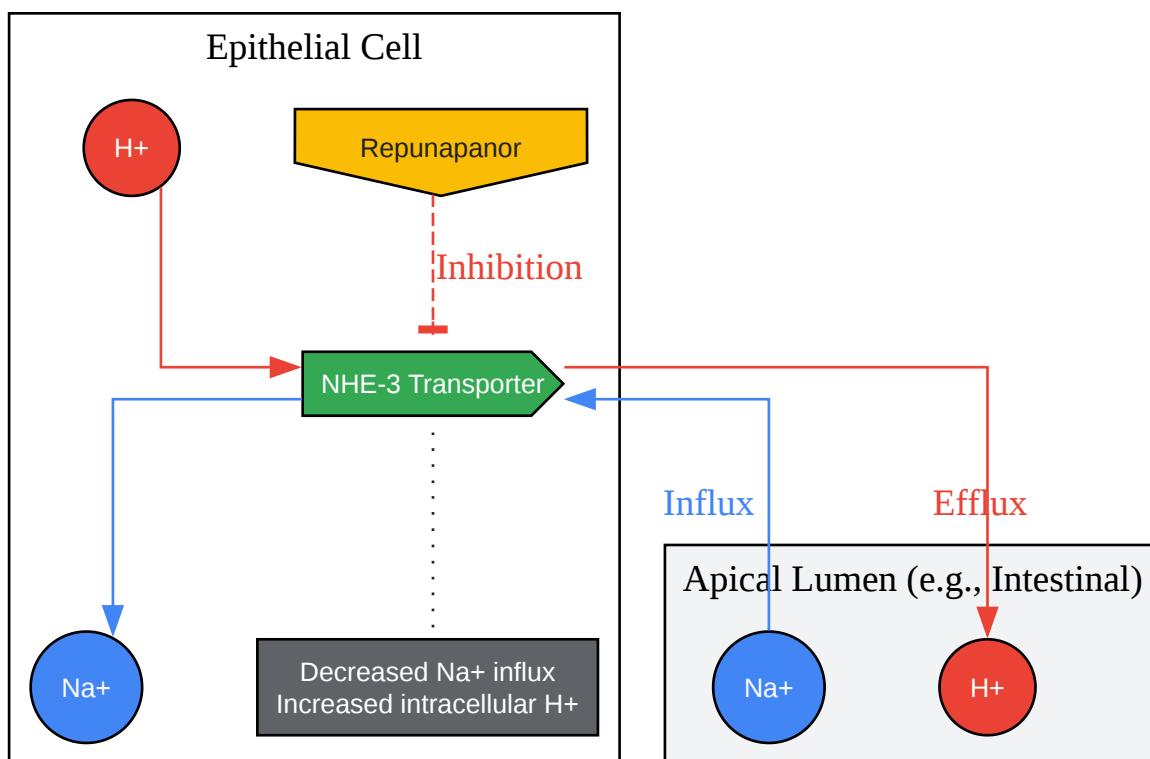 Epithelial Cell
H+
Repunapanor
Inhibition
NHE-3 Transporter
Influx
Efflux
Apical Lumen (e.g., Intestinal)
Na+
Decreased Na+ influx
Increased intracellular H+
Na+
H+